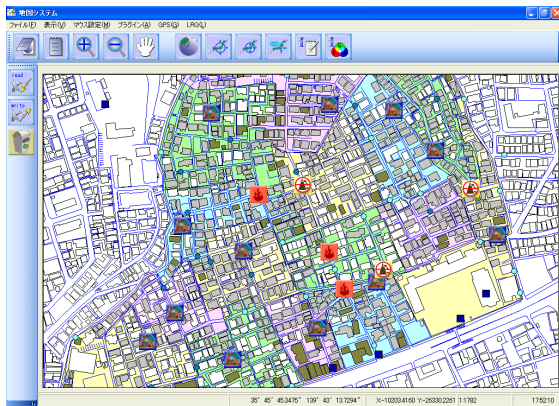 地図システム
ファイル(F) 表示(V) マウス設定(M) プラグイン(A) GPS(G) LRG(L)
read
write
35° 45' 45.3475" 139° 43' 13.7294" X=-10203.4160 Y=-26330.2261 1:1782 17:52:10